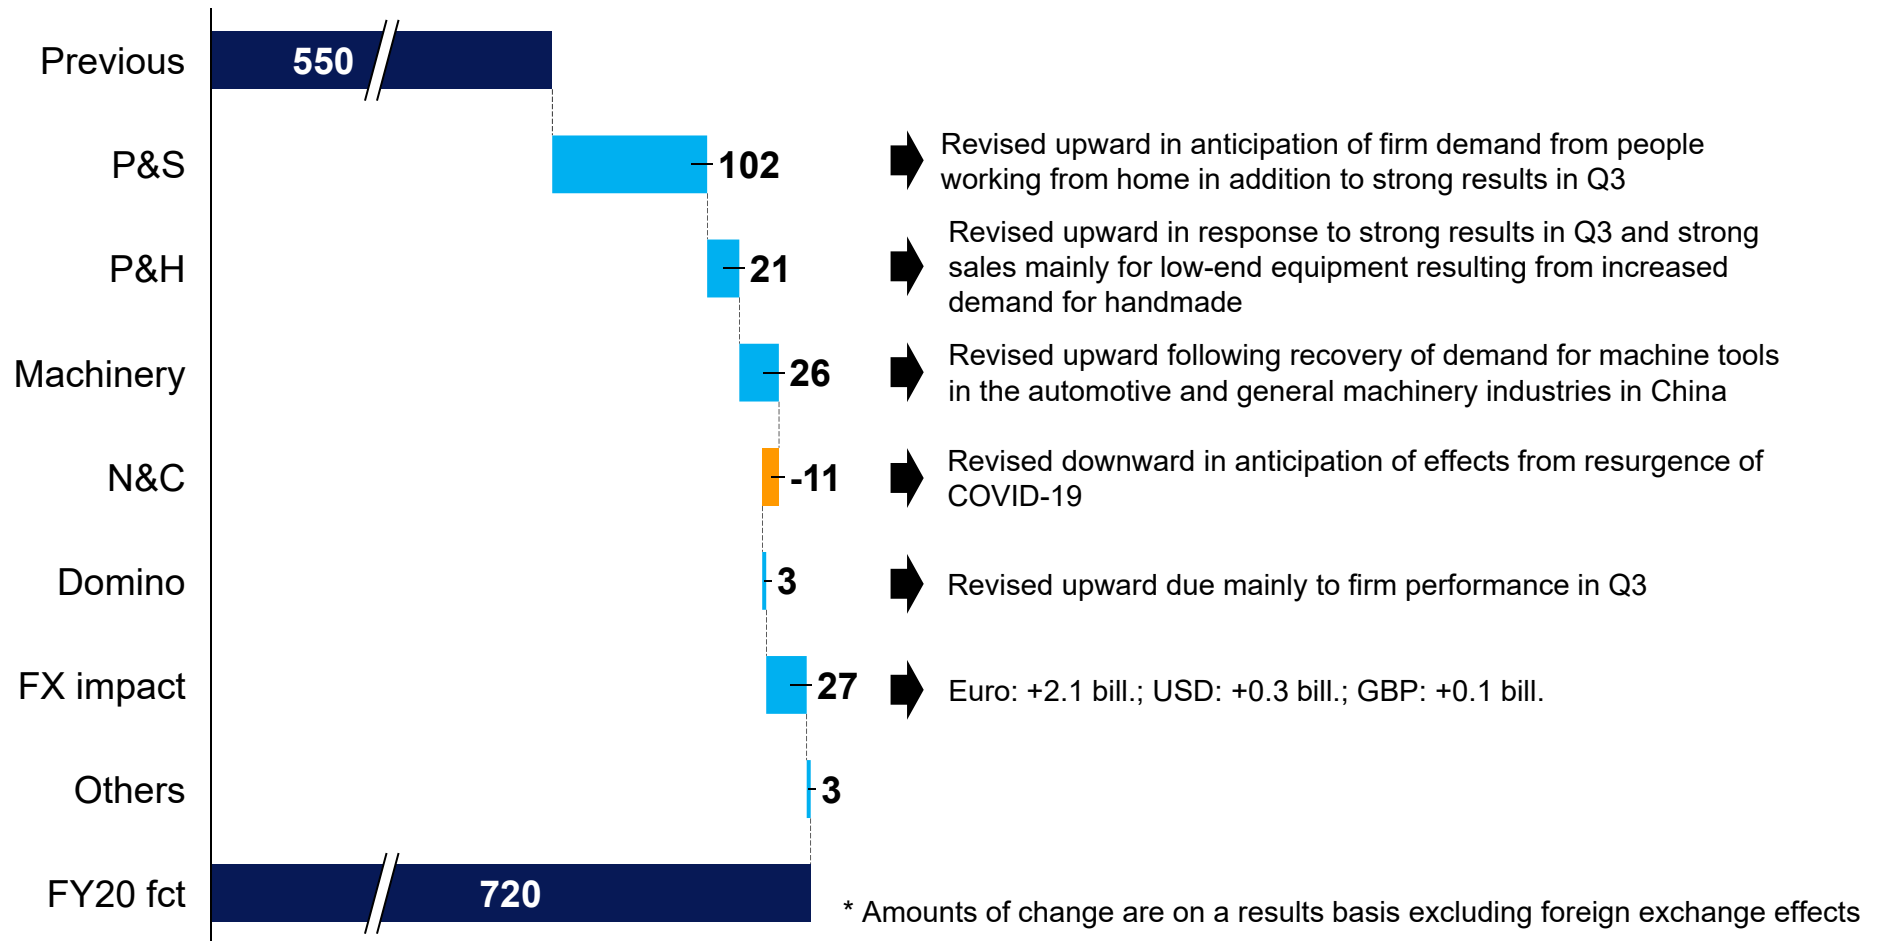 Previous
550
P&S
102
Revised upward in anticipation of firm demand from people
working from home in addition to strong results in Q3
P&H
21
Revised upward in response to strong results in Q3 and strong
sales mainly for low-end equipment resulting from increased
demand for handmade
Machinery
26
Revised upward following recovery of demand for machine tools
in the automotive and general machinery industries in China
N&C
-11
Revised downward in anticipation of effects from resurgence of
COVID-19
Domino
3
Revised upward due mainly to firm performance in Q3
FX impact
27
Euro: +2.1 bill.; USD: +0.3 bill.; GBP: +0.1 bill.
Others
3
FY20 fct
720
* Amounts of change are on a results basis excluding foreign exchange effects